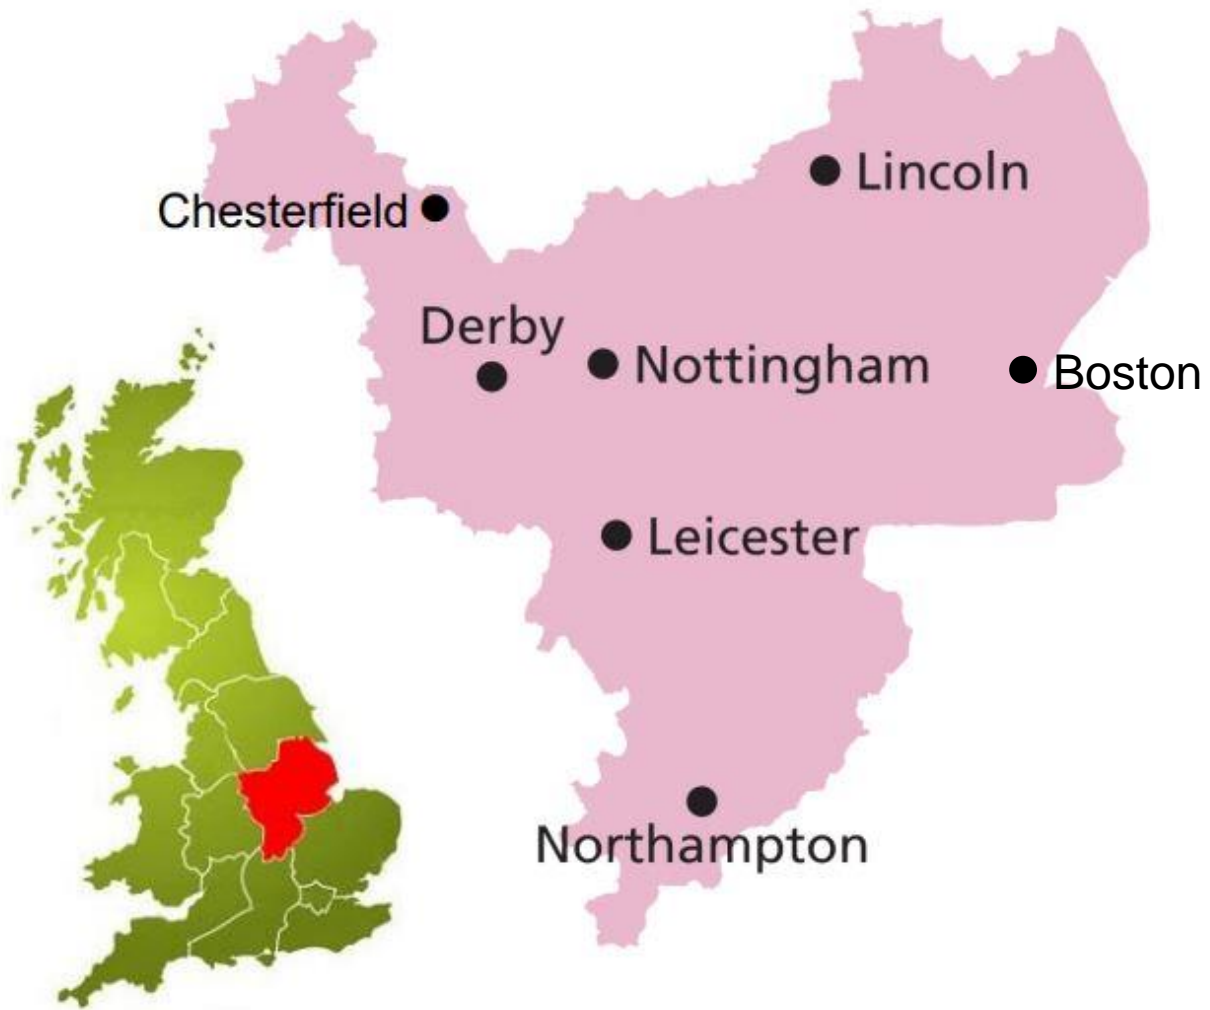 Lincoln
Chesterfield
Derby
Nottingham
Boston
Leicester
Northampton